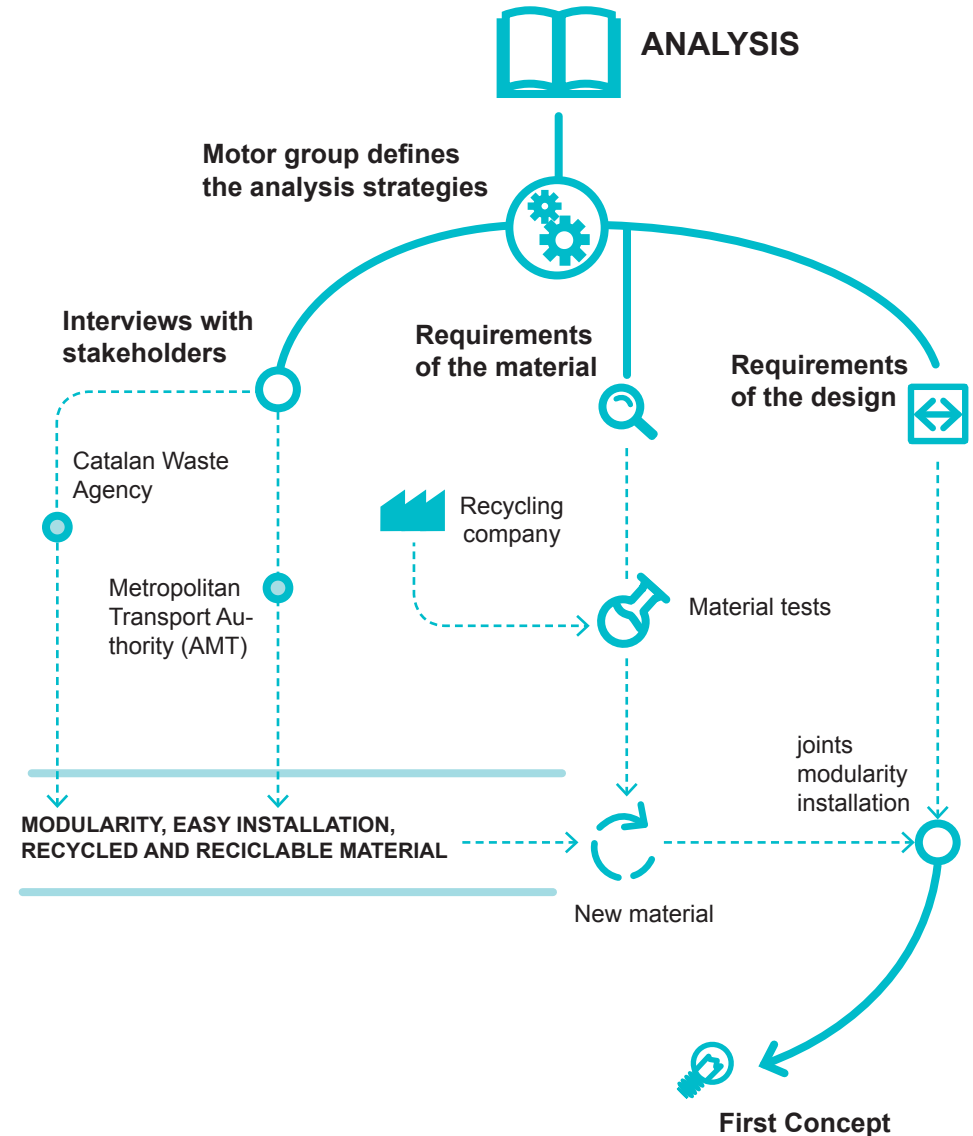 ANALYSIS
Motor group defines
the analysis strategies
Interviews with
stakeholders
Requirements
of the material
Requirements
of the design
Catalan Waste
Agency
Recycling
company
Metropolitan
Transport Au-
thority (AMT)
Material tests
joints
modularity
installation
MODULARITY, EASY INSTALLATION,
RECYCLED AND RECICLABLE MATERIAL
New material
First Concept